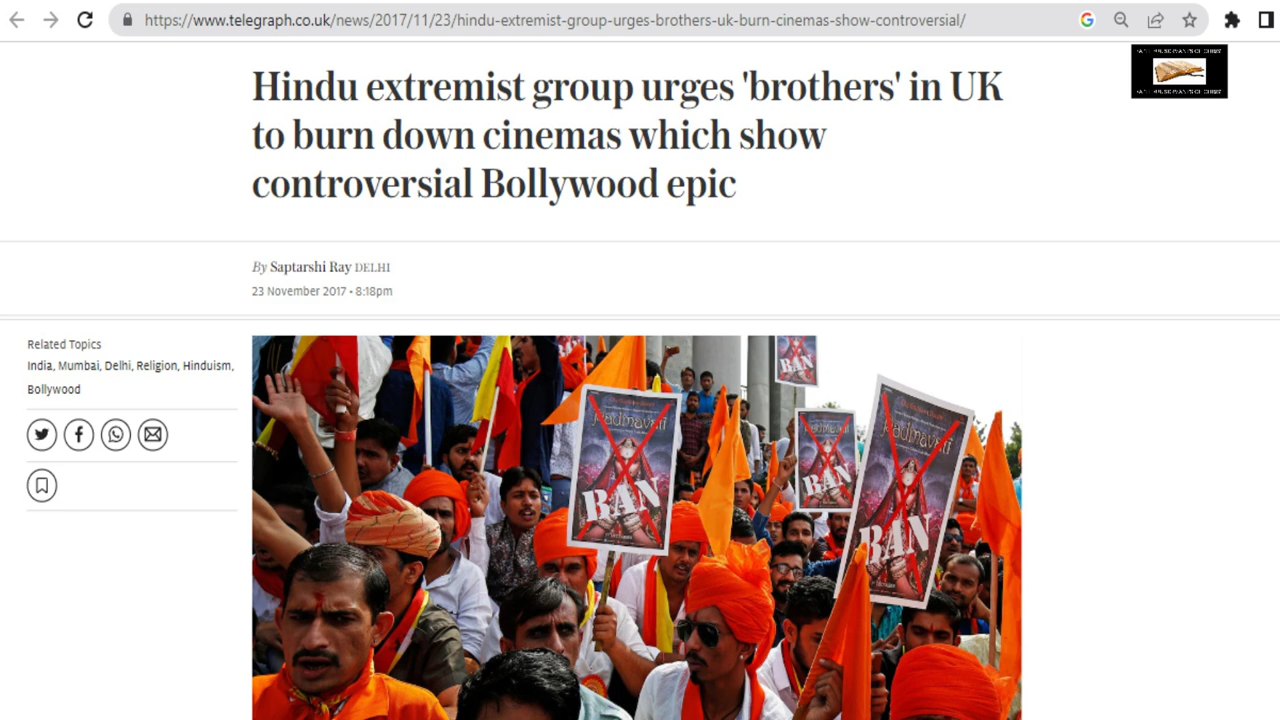 https://www.telegraph.co.uk/news/2017/11/23/hindu-extremist-group-urges-brothers-uk-burn-cinemas-show-controversial/
Hindu extremist group urges 'brothers' in UK
to burn down cinemas which show
controversial Bollywood epic
By Saptarshi Ray DELHI
23 November 2017 • 8:18pm
Related Topics
India, Mumbai, Delhi, Religion, Hinduism,
Bollywood
BAN
Padmavati
BAN
Padmavati
BAN
Padmavati
BAN